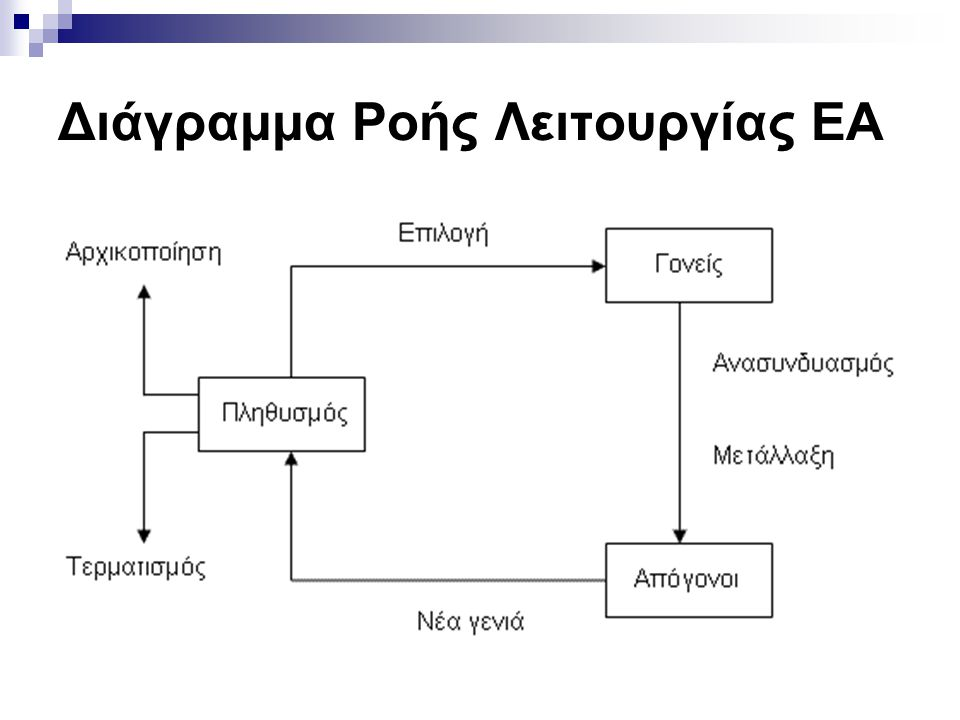 Διάγραμμα Ροής Λειτουργίας ΕΑ
Επιλογή
Αρχικοποίηση
Γονείς
Ανασυνδυασμός
Πληθυσμός
Μετάλλαξη
Τερματισμός
Απόγονοι
Νέα γενιά